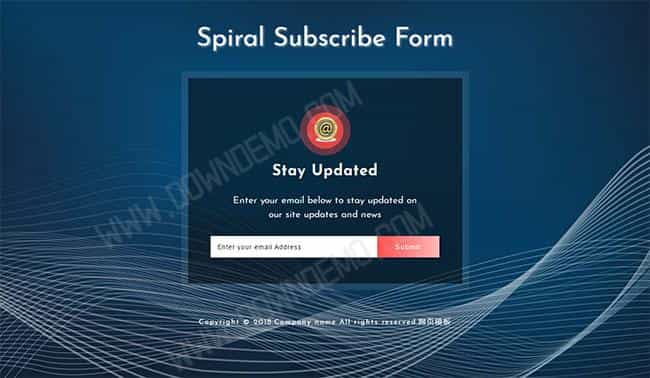 Spiral Subscribe Form
@
Stay Updated
Enter your email below to stay updated on
our site updates and news
Enter your email Address
Submit
Copyright © 2018.Company name All rights reserved.网页模板
WWW.DOWNDEMO.COM
WWW.DOWNDEMO.COM